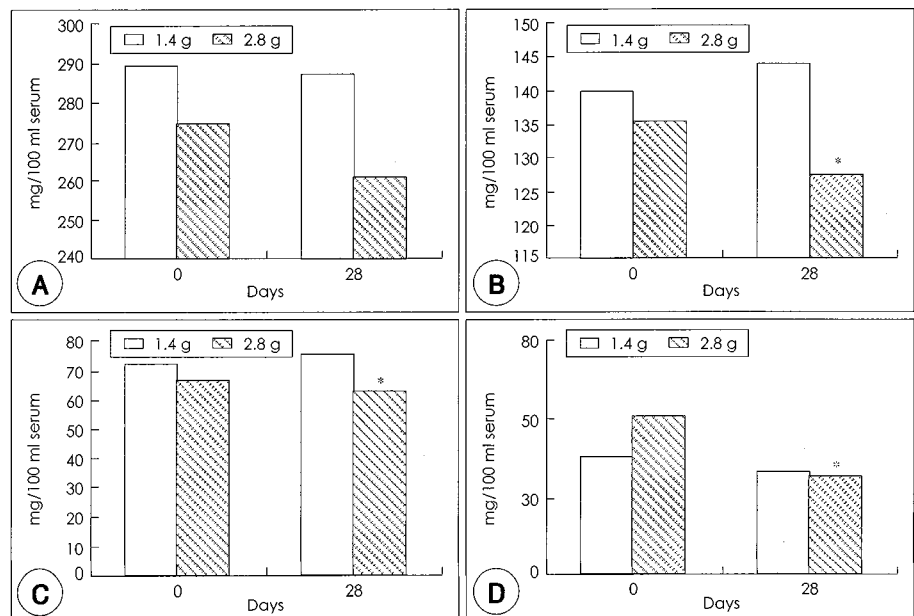 300
290
280
270
260
250
240
mg/100 ml serum
1.4 g 2.8 g
0 28
Days
A
150
145
140
135
130
125
120
115
mg/100 ml serum
1.4 g 2.8 g
*
0 28
Days
B
80
70
60
50
40
30
20
10
0
mg/100 ml serum
1.4 g 2.8 g
*
0 28
Days
C
80
50
30
0
mg/100 ml serum
1.4 g 2.8 g
*
0 28
Days
D